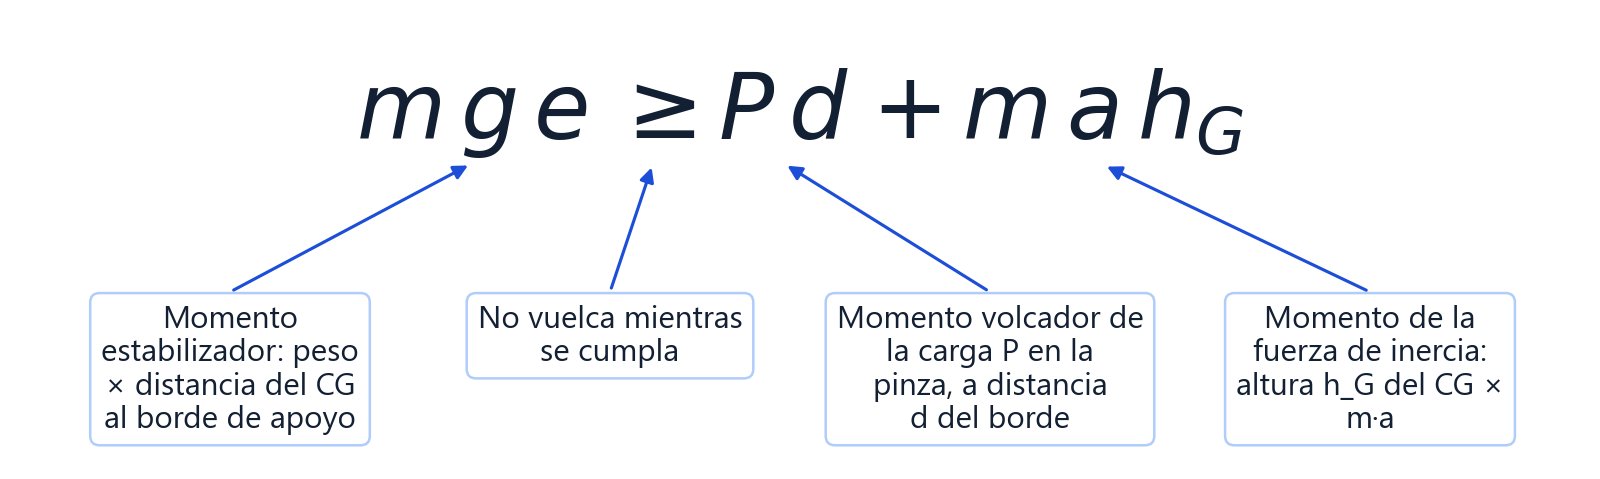 m g e ≥ P d + m a h_G
Momento
estabilizador: peso
× distancia del CG
al borde de apoyo
No vuelca mientras
se cumpla
Momento volcador de
la carga P en la
pinza, a distancia
d del borde
Momento de la
fuerza de inercia:
altura h_G del CG ×
m·a